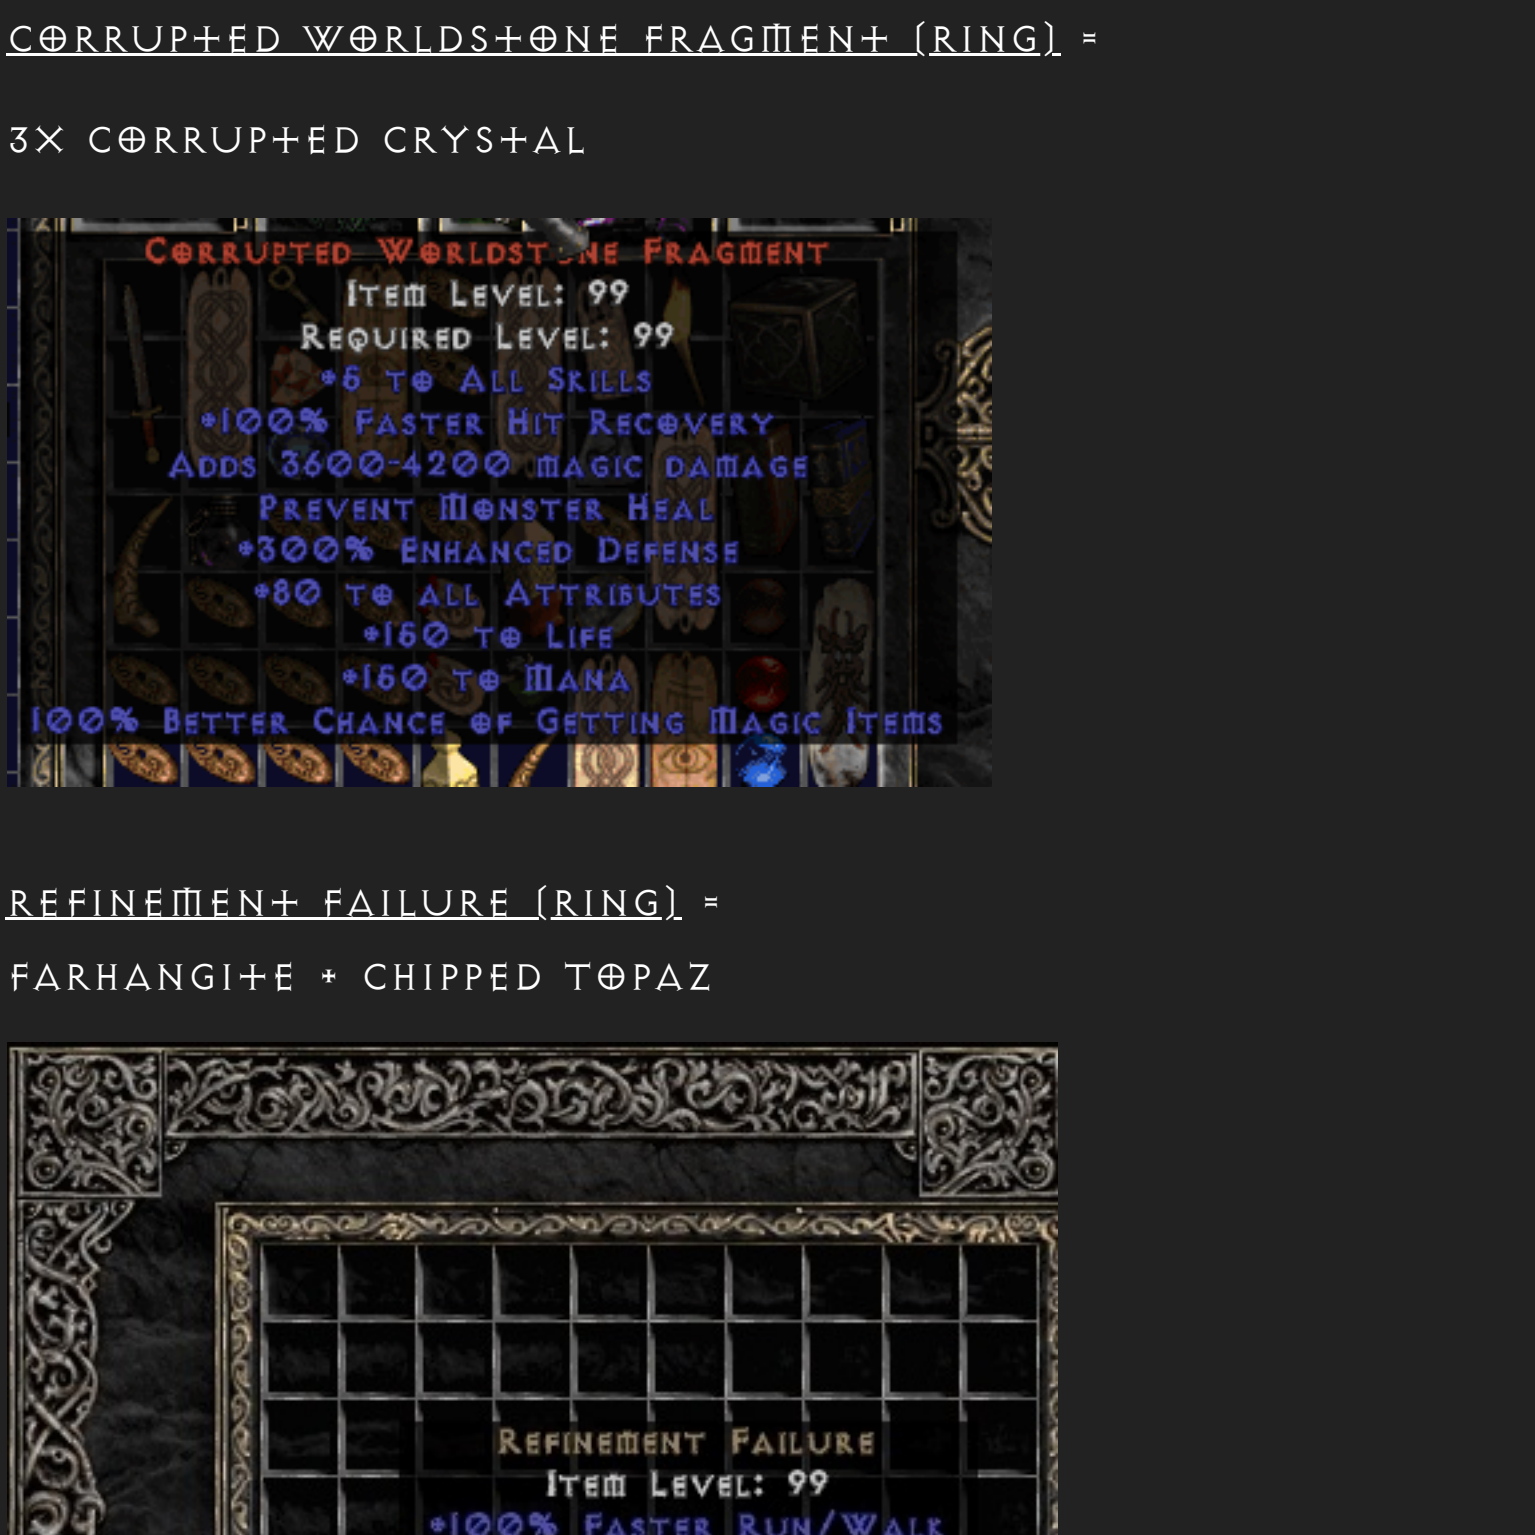 CORRUPTED WORLDSTONE FRAGMENT (RING) =
3X CORRUPTED CRYSTAL
CORRUPTED WORLDSTONE FRAGMENT
ITEM LEVEL: 99
REQUIRED LEVEL: 99
+5 TO ALL SKILLS
+100% FASTER HIT RECOVERY
ADDS 3600-4200 MAGIC DAMAGE
PREVENT MONSTER HEAL
+300% ENHANCED DEFENSE
+80 TO ALL ATTRIBUTES
+150 TO LIFE
+150 TO MANA
100% BETTER CHANCE OF GETTING MAGIC ITEMS
REFINEMENT FAILURE (RING) =
FARHANGITE + CHIPPED TOPAZ
REFINEMENT FAILURE
ITEM LEVEL: 99
+100% FASTER RUN/WALK